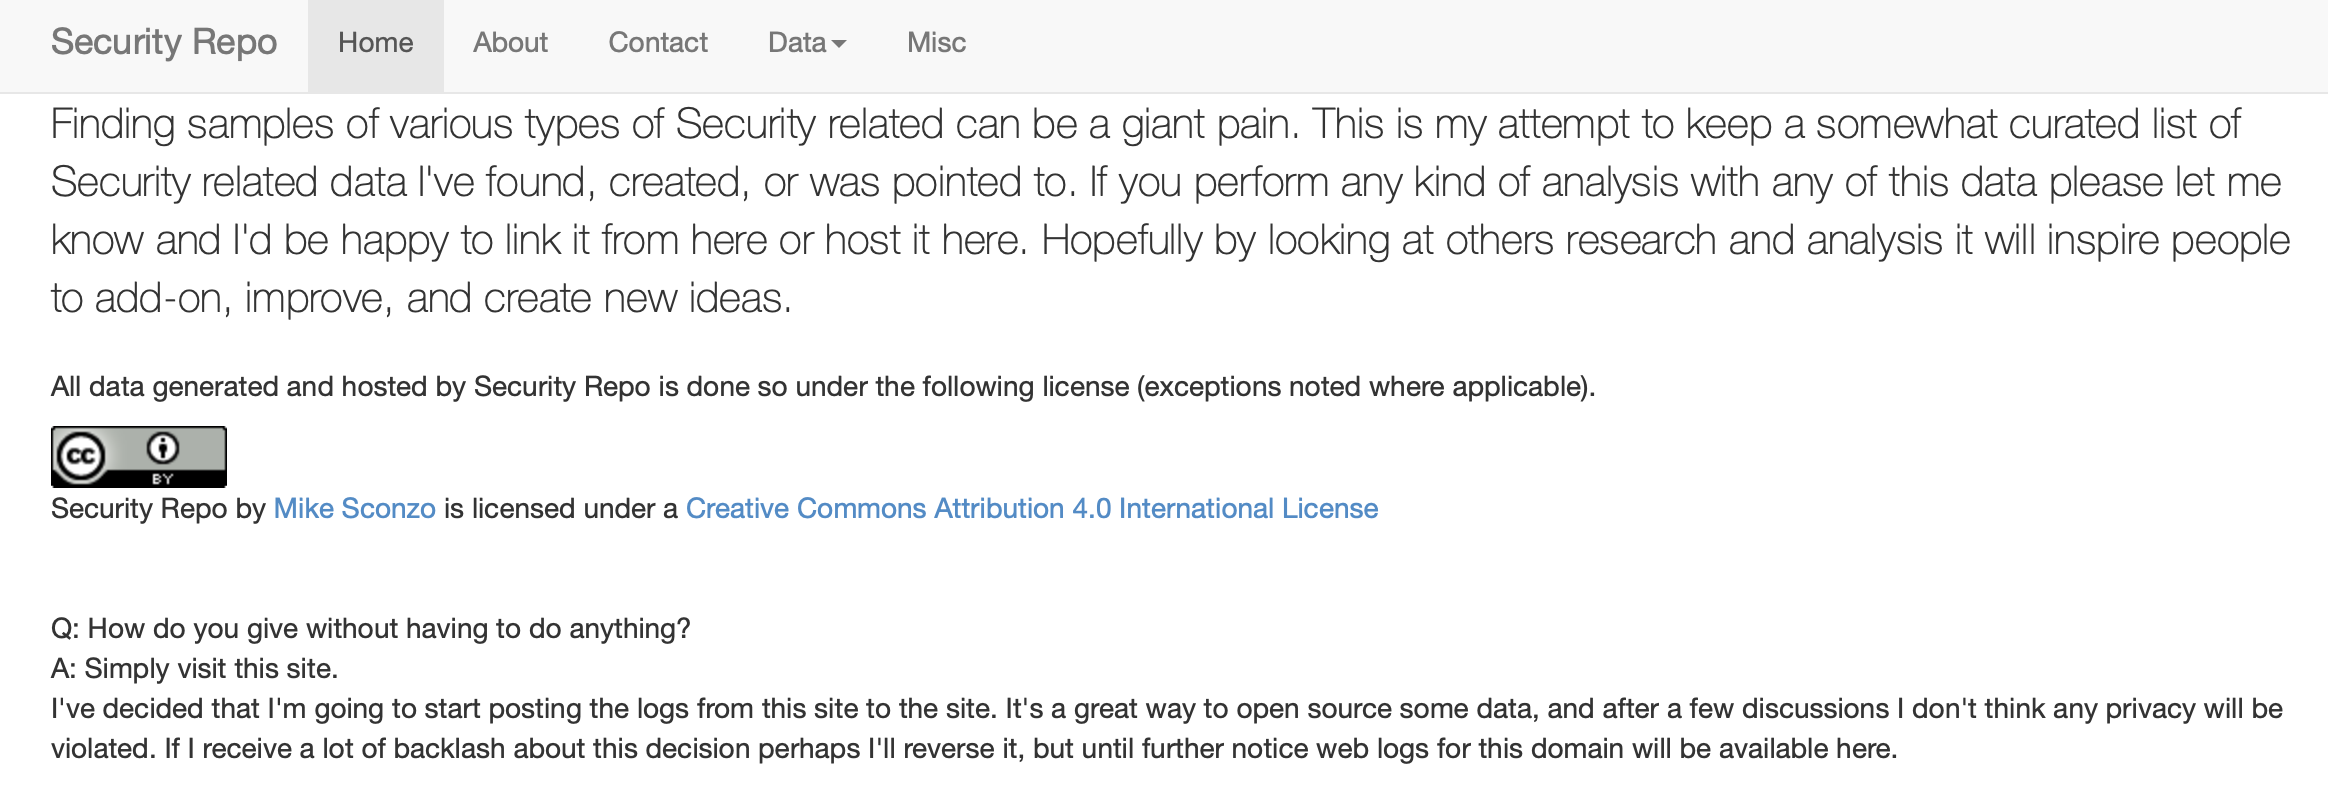 Security Repo Home About Contact Data Misc
Finding samples of various types of Security related can be a giant pain. This is my attempt to keep a somewhat curated list of
Security related data I've found, created, or was pointed to. If you perform any kind of analysis with any of this data please let me
know and I'd be happy to link it from here or host it here. Hopefully by looking at others research and analysis it will inspire people
to add-on, improve, and create new ideas.
All data generated and hosted by Security Repo is done so under the following license (exceptions noted where applicable).
cc
BY
Security Repo by Mike Sconzo is licensed under a Creative Commons Attribution 4.0 International License
Q: How do you give without having to do anything?
A: Simply visit this site.
I've decided that I'm going to start posting the logs from this site to the site. It's a great way to open source some data, and after a few discussions I don't think any privacy will be
violated. If I receive a lot of backlash about this decision perhaps I'll reverse it, but until further notice web logs for this domain will be available here.